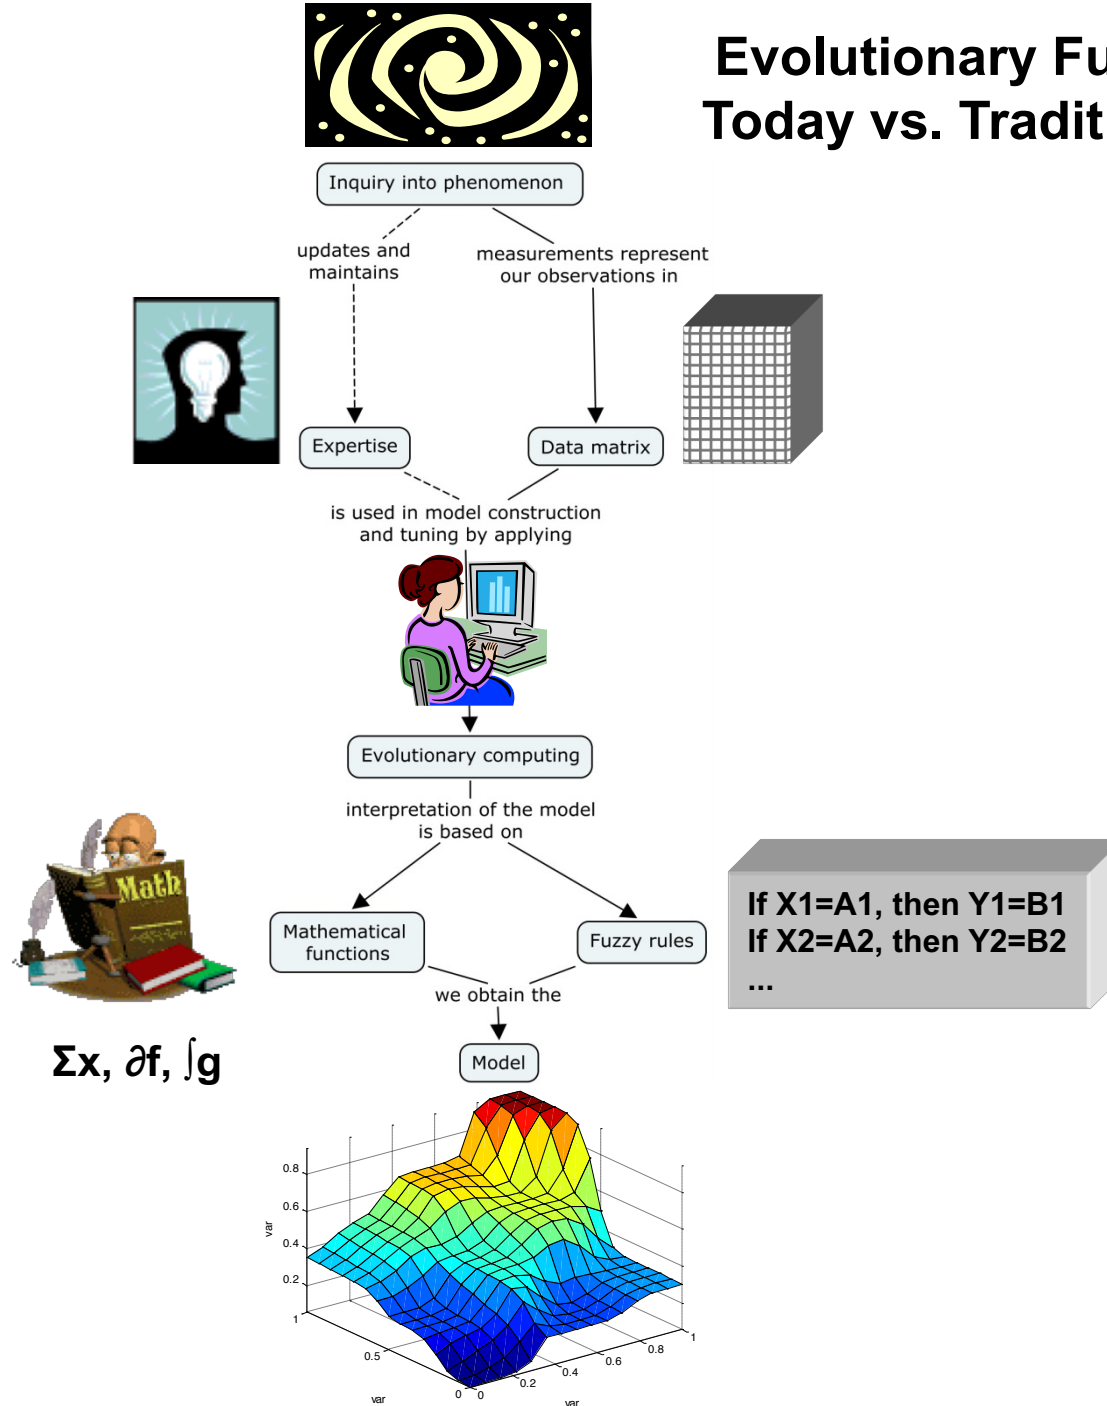 Evolutionary Fu
Today vs. Tradit
Inquiry into phenomenon
updates and
maintains
measurements represent
our observations in
Expertise
Data matrix
is used in model construction
and tuning by applying
Evolutionary computing
interpretation of the model
is based on
Math
Mathematical
functions
Fuzzy rules
If X1=A1, then Y1=B1
If X2=A2, then Y2=B2
...
we obtain the
Σx, ∂f, ∫g
Model
0.8
0.6
0.4
0.2
var
1
0.5
0
var
0
0.2
0.4
0.6
0.8
1
var